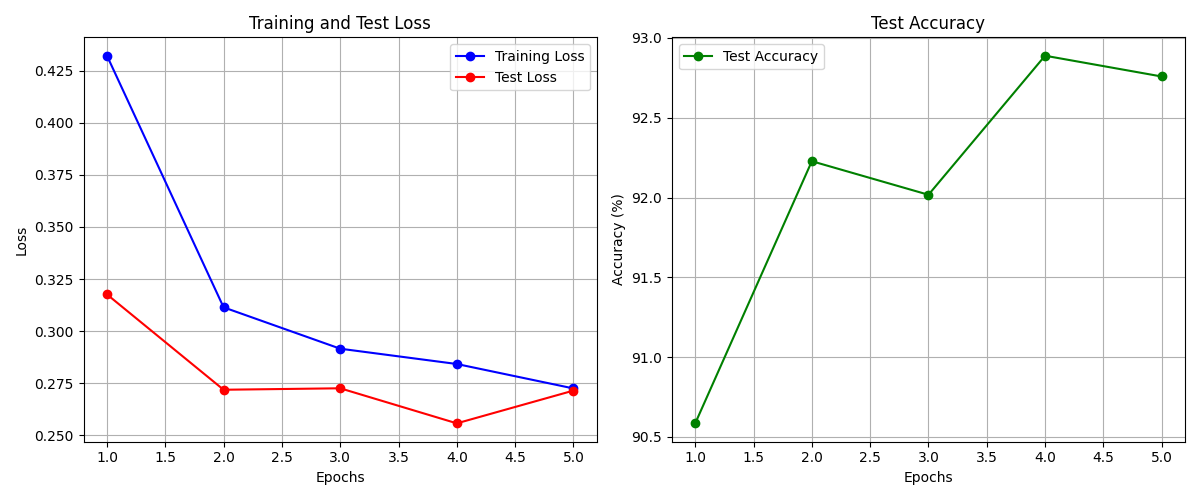 Training and Test Loss
Training Loss
Test Loss
0.425
0.400
0.375
0.350
0.325
0.300
0.275
0.250
Loss
1.0 1.5 2.0 2.5 3.0 3.5 4.0 4.5 5.0
Epochs
Test Accuracy
Test Accuracy
93.0
92.5
92.0
91.5
91.0
90.5
Accuracy (%)
1.0 1.5 2.0 2.5 3.0 3.5 4.0 4.5 5.0
Epochs